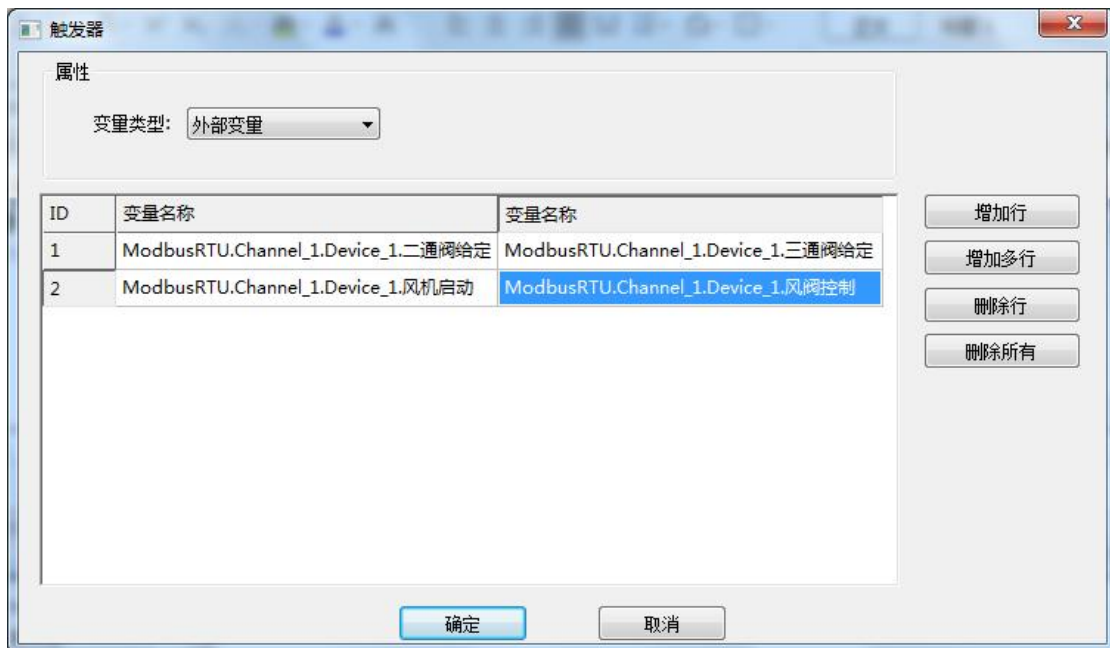 触发器
属性
变量类型: 外部变量
ID 变量名称 变量名称
1 ModbusRTU.Channel_1.Device_1.二通阀给定 ModbusRTU.Channel_1.Device_1.三通阀给定
2 ModbusRTU.Channel_1.Device_1.风机启动 ModbusRTU.Channel_1.Device_1.风阀控制
增加行
增加多行
删除行
删除所有
确定 取消